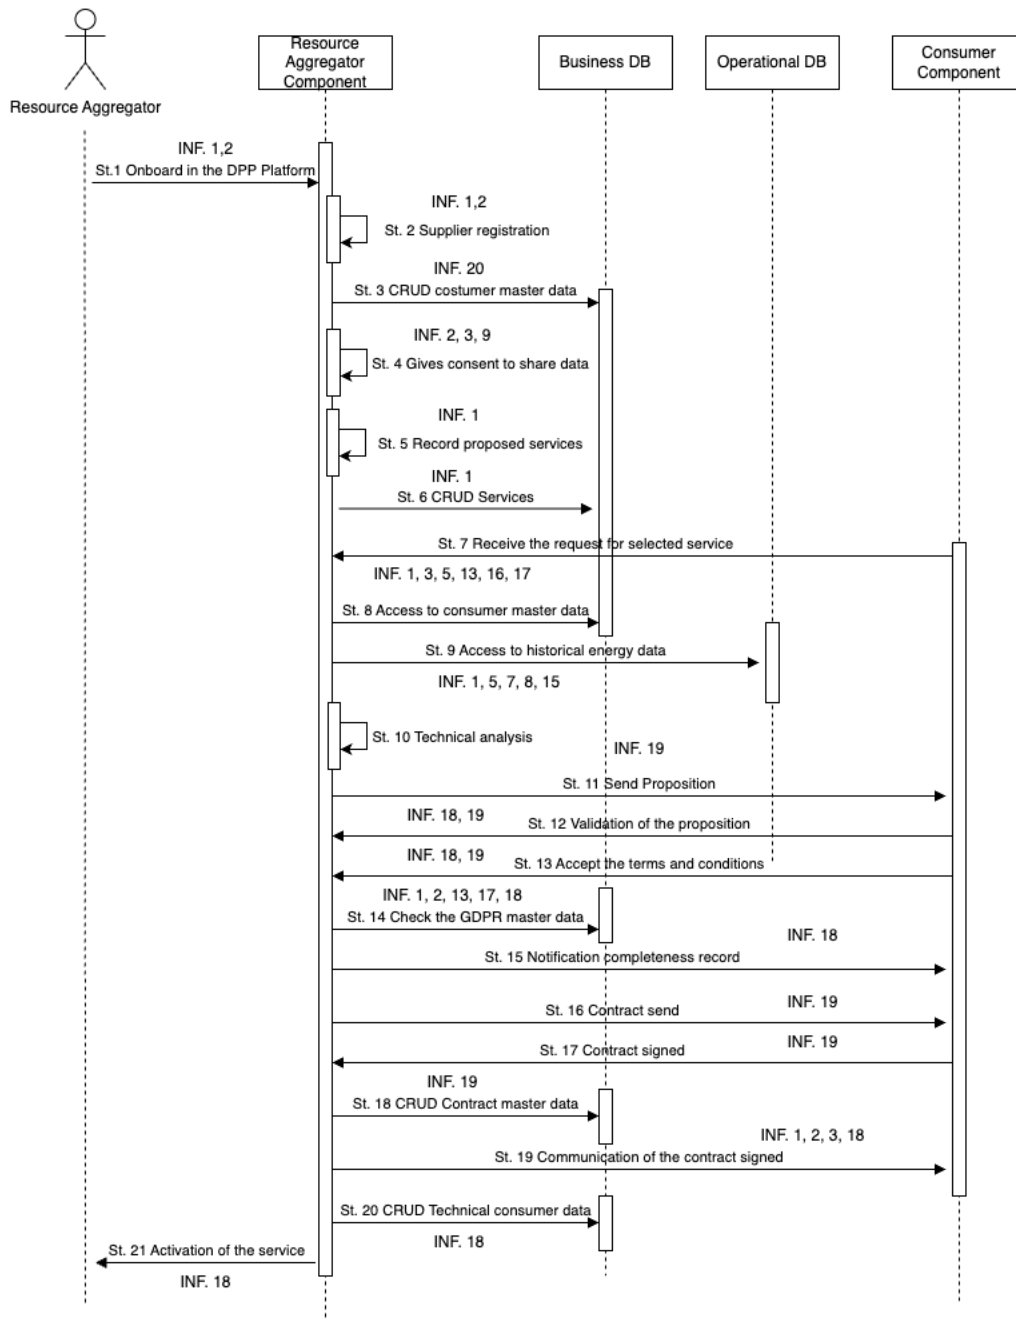 Resource
Aggregator
Component
Business DB
Operational DB
Consumer
Component
Resource Aggregator
INF. 1,2
St.1 Onboard in the DPP Platform
INF. 1,2
St. 2 Supplier registration
INF. 20
St. 3 CRUD costumer master data
INF. 2, 3, 9
St. 4 Gives consent to share data
INF. 1
St. 5 Record proposed services
INF. 1
St. 6 CRUD Services
St. 7 Receive the request for selected service
INF. 1, 3, 5, 13, 16, 17
St. 8 Access to consumer master data
St. 9 Access to historical energy data
INF. 1, 5, 7, 8, 15
St. 10 Technical analysis
INF. 19
St. 11 Send Proposition
INF. 18, 19
St. 12 Validation of the proposition
INF. 18, 19
St. 13 Accept the terms and conditions
INF. 1, 2, 13, 17, 18
St. 14 Check the GDPR master data
INF. 18
St. 15 Notification completeness record
INF. 19
St. 16 Contract send
INF. 19
St. 17 Contract signed
INF. 19
St. 18 CRUD Contract master data
INF. 1, 2, 3, 18
St. 19 Communication of the contract signed
St. 20 CRUD Technical consumer data
INF. 18
St. 21 Activation of the service
INF. 18